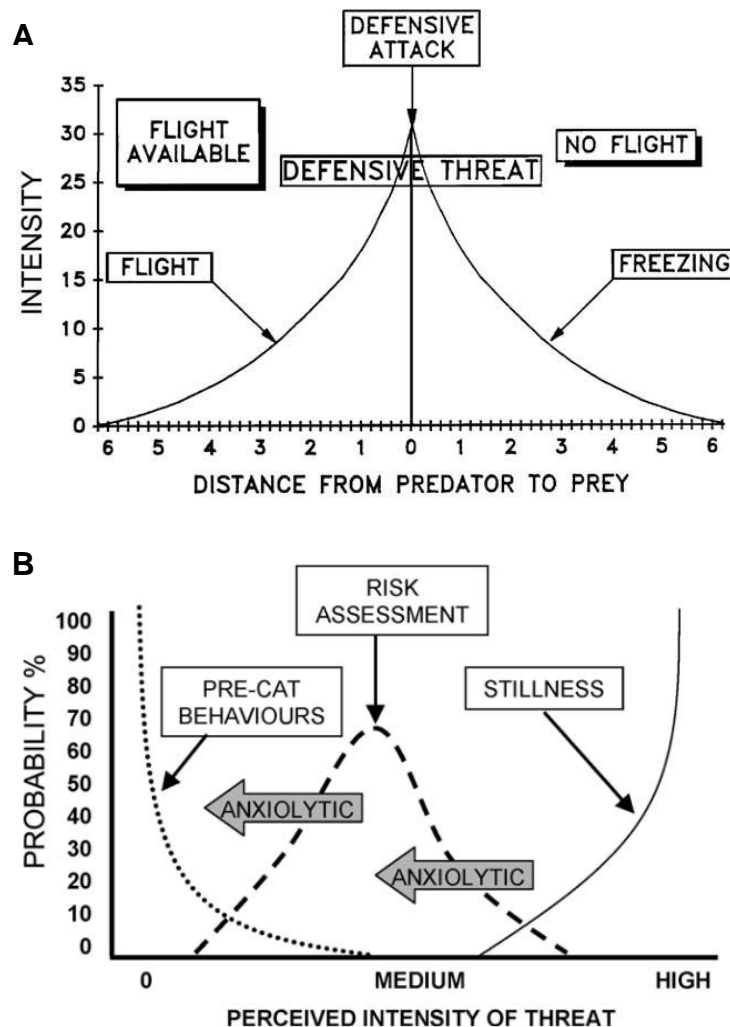 A
DEFENSIVE
ATTACK
35
30
25
20
15
10
5
0
INTENSITY
FLIGHT
AVAILABLE
DEFENSIVE THREAT
NO FLIGHT
FLIGHT
FREEZING
6 5 4 3 2 1 0 1 2 3 4 5 6
DISTANCE FROM PREDATOR TO PREY
B
RISK
ASSESSMENT
100
90
80
70
60
50
40
30
20
10
0
PROBABILITY %
PRE-CAT
BEHAVIOURS
STILLNESS
ANXIOLYTIC
ANXIOLYTIC
0 MEDIUM HIGH
PERCEIVED INTENSITY OF THREAT